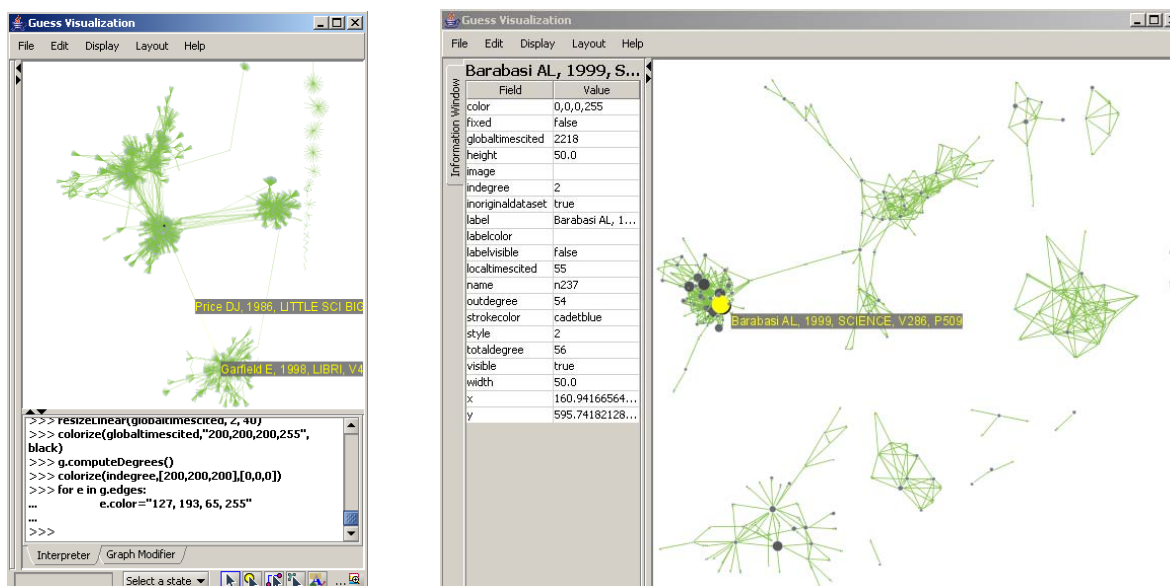 Guess Visualization
File Edit Display Layout Help
Price DJ, 1986, LITTLE SCI BIG
Garfield E, 1998, LIBRI, V4
>>> resizeLinear(globaltimescited, 2, 40)
>>> colorize(globaltimescited,"200,200,200,255",
black)
>>> g.computeDegrees()
>>> colorize(indegree,[200,200,200],[0,0,0])
>>> for e in g.edges:
... e.color="127, 193, 65, 255"
...
>>>
Interpreter Graph Modifier
Select a state ...
Guess Visualization
File Edit Display Layout Help
Information Window
Barabasi AL, 1999, S...
Field Value
color 0,0,0,255
fixed false
globaltimescited 2218
height 50.0
image
indegree 2
inoriginaldataset true
label Barabasi AL, 1...
labelcolor
labelvisible false
localtimescited 55
name n237
outdegree 54
strokecolor cadetblue
style 2
totaldegree 56
visible true
width 50.0
x 160.94166564...
y 595.74182128...
Barabasi AL, 1999, SCIENCE, V286, P509